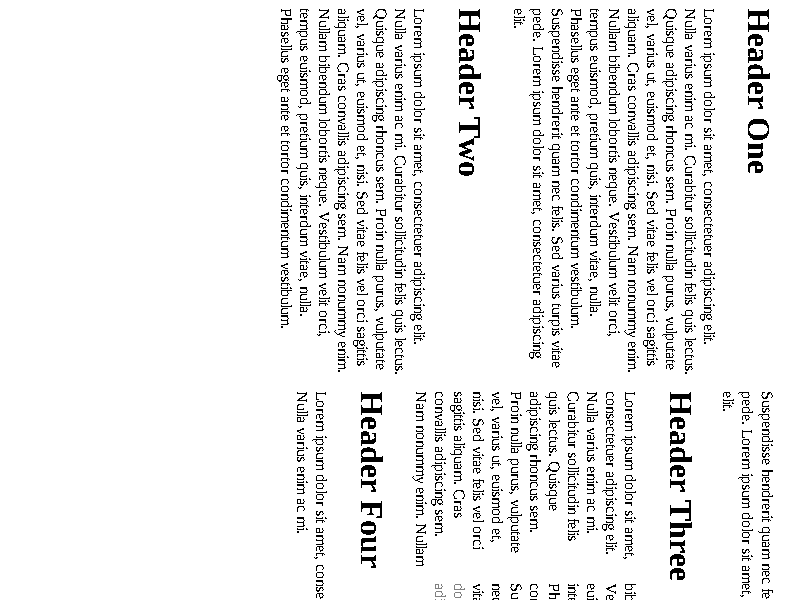 Header One
Lorem ipsum dolor sit amet, consectetuer adipiscing elit.
Nulla varius enim ac mi. Curabitur sollicitudin felis quis lectus.
Quisque adipiscing rhoncus sem. Proin nulla purus, vulputate
vel, varius ut, euismod et, nisi. Sed vitae felis vel orci sagittis
aliquam. Cras convallis adipiscing sem. Nam nonummy enim.
Nullam bibendum lobortis neque. Vestibulum velit orci,
tempus euismod, pretium quis, interdum vitae, nulla.
Phasellus eget ante et tortor condimentum vestibulum.
Suspendisse hendrerit quam nec felis. Sed varius turpis vitae
pede. Lorem ipsum dolor sit amet, consectetuer adipiscing
elit.
Header Two
Lorem ipsum dolor sit amet, consectetuer adipiscing elit.
Nulla varius enim ac mi. Curabitur sollicitudin felis quis lectus.
Quisque adipiscing rhoncus sem. Proin nulla purus, vulputate
vel, varius ut, euismod et, nisi. Sed vitae felis vel orci sagittis
aliquam. Cras convallis adipiscing sem. Nam nonummy enim.
Nullam bibendum lobortis neque. Vestibulum velit orci,
tempus euismod, pretium quis, interdum vitae, nulla.
Phasellus eget ante et tortor condimentum vestibulum.
Suspendisse hendrerit quam nec fe
pede. Lorem ipsum dolor sit amet,
elit.
Header Three
Lorem ipsum dolor sit amet,
consectetuer adipiscing elit.
Nulla varius enim ac mi.
Curabitur sollicitudin felis
quis lectus. Quisque
adipiscing rhoncus sem.
Proin nulla purus, vulputate
vel, varius ut, euismod et,
nisi. Sed vitae felis vel orci
sagittis aliquam. Cras
convallis adipiscing sem.
Nam nonummy enim. Nullam
bib
Ve
eui
inte
Ph
Su
nec
vita
do
adi
Header Four
Lorem ipsum dolor sit amet, conse
Nulla varius enim ac mi.